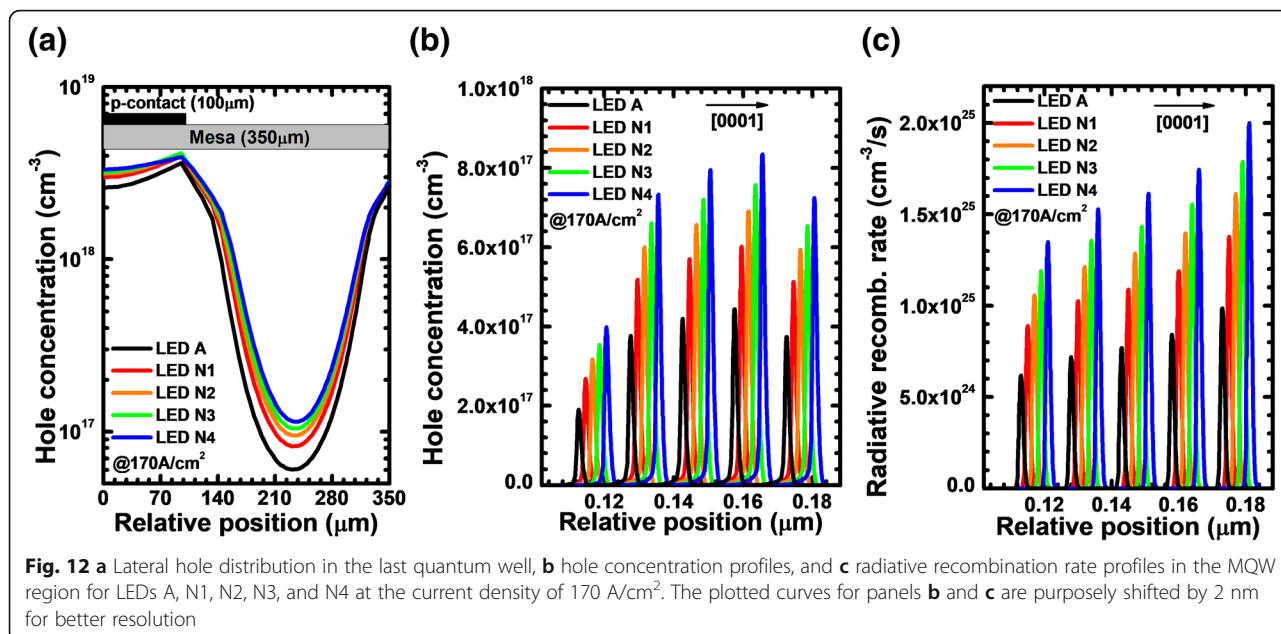 (a)
10^19
10^18
10^17
Hole concentration (cm^-3)
p-contact (100μm)
Mesa (350μm)
LED A
LED N1
LED N2
LED N3
LED N4
@170A/cm²
0 70 140 210 280 350
Relative position (μm)
(b)
1.0x10^18
8.0x10^17
6.0x10^17
4.0x10^17
2.0x10^17
0.0
Hole concentration (cm^-3)
LED A
LED N1
LED N2
LED N3
LED N4
@170A/cm²
[0001]
0.12 0.14 0.16 0.18
Relative position (μm)
(c)
2.0x10^25
1.5x10^25
1.0x10^25
5.0x10^24
0.0
Radiative recomb. rate (cm^-3/s)
LED A
LED N1
LED N2
LED N3
LED N4
@170A/cm²
[0001]
0.12 0.14 0.16 0.18
Relative position (μm)
Fig. 12 a Lateral hole distribution in the last quantum well, b hole concentration profiles, and c radiative recombination rate profiles in the MQW
region for LEDs A, N1, N2, N3, and N4 at the current density of 170 A/cm². The plotted curves for panels b and c are purposely shifted by 2 nm
for better resolution